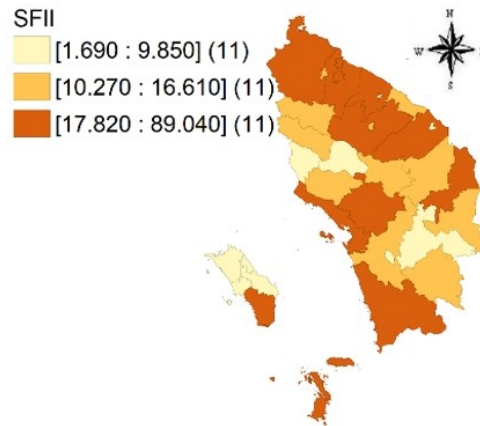 SFII
[1.690 : 9.850] (11)
[10.270 : 16.610] (11)
[17.820 : 89.040] (11)
N
W
S